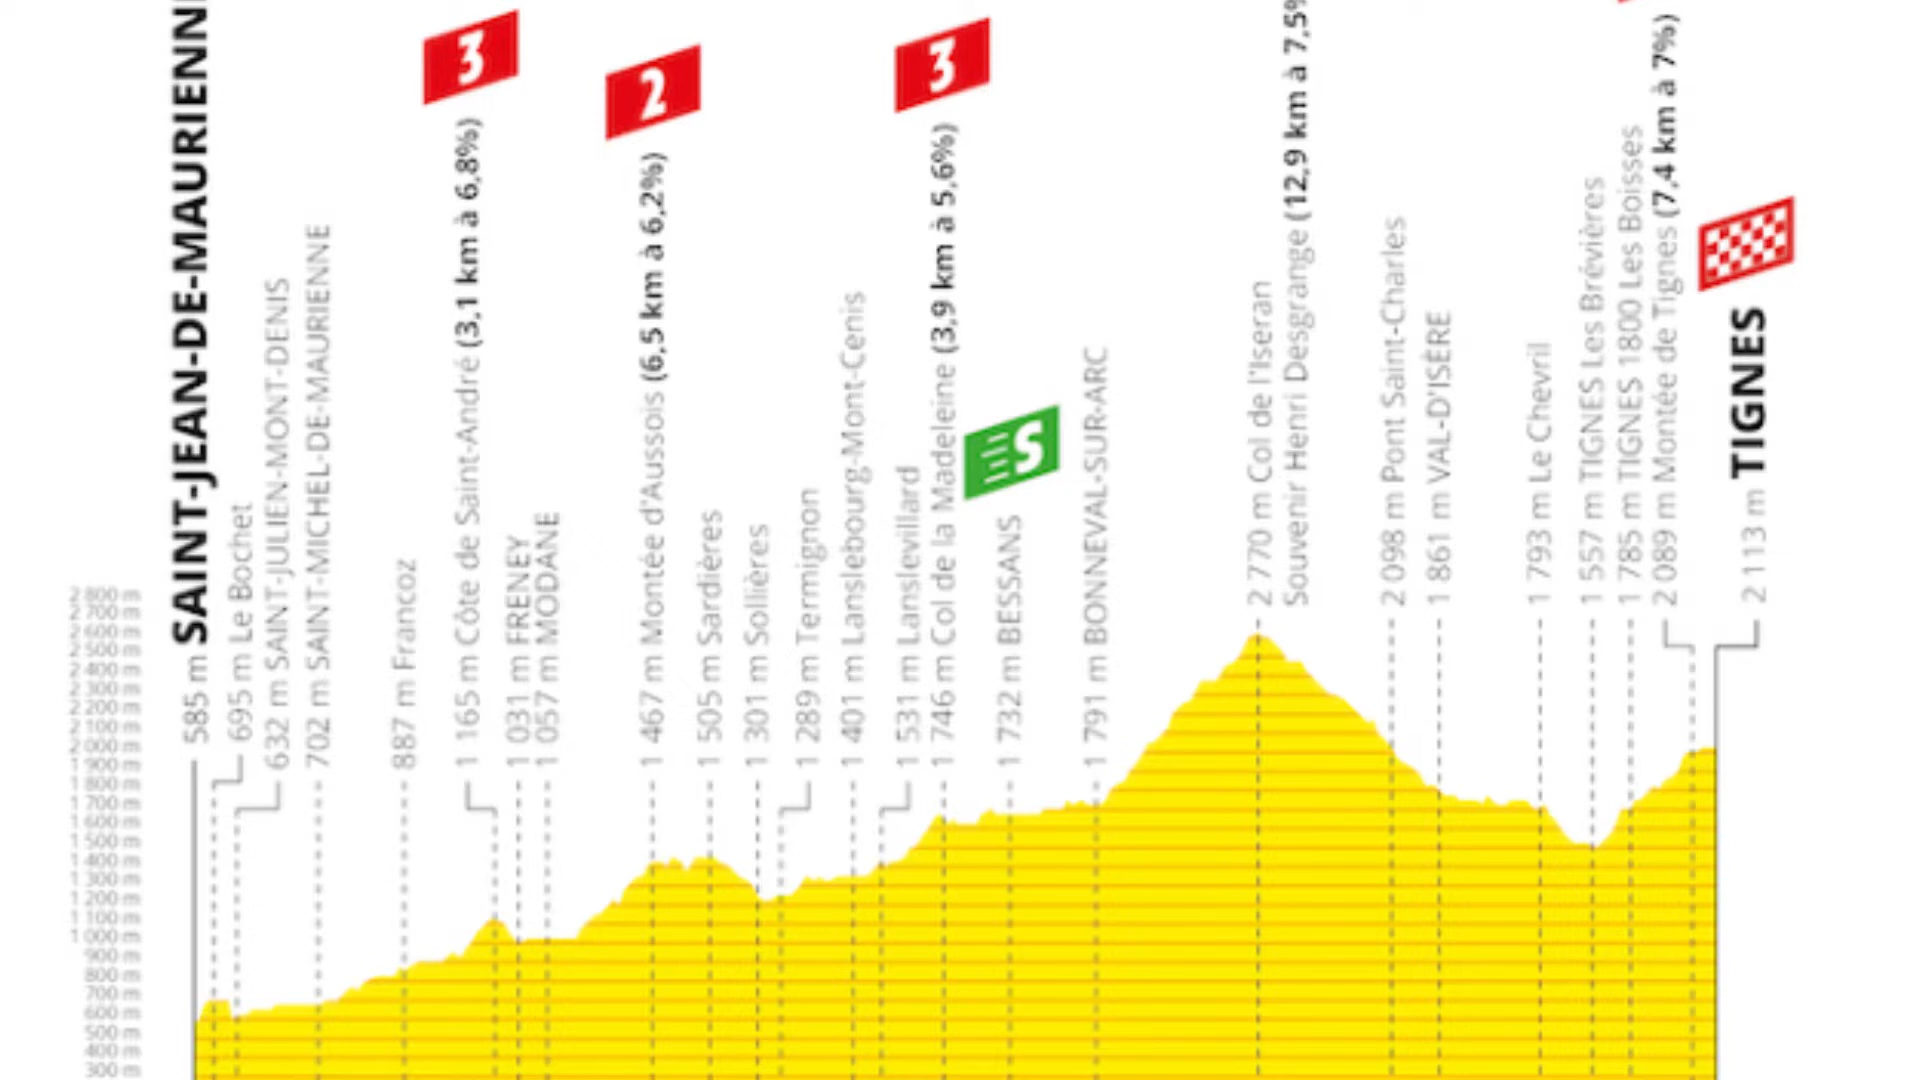 3
2
3
585 m SAINT-JEAN-DE-MAURIENN
695 m Le Bochet
632 m SAINT-JULIEN-MONT-DENIS
702 m SAINT-MICHEL-DE-MAURIENNE
887 m Francoz
1 165 m Côte de Saint-André (3,1 km à 6,8%)
1 031 m FRENEY
1 057 m MODANE
1 467 m Montée d'Aussois (6,5 km à 6,2%)
1 505 m Sardières
1 301 m Sollières
1 289 m Termignon
1 401 m Lanslebourg-Mont-Cenis
1 531 m Lanslevillard
1 746 m Col de la Madeleine (3,9 km à 5,6%)
S
1 732 m BESSANS
1 791 m BONNEVAL-SUR-ARC
2 770 m Col de l'Iseran
Souvenir Henri Desgrange (12,9 km à 7,5%
2 098 m Pont Saint-Charles
1 861 m VAL-D'ISÈRE
1 793 m Le Chevril
1 557 m TIGNES Les Brévières
1 785 m TIGNES 1800 Les Boisses
2 089 m Montée de Tignes (7,4 km à 7%)
2 113 m TIGNES
2 800 m
2 700 m
2 600 m
2 500 m
2 400 m
2 300 m
2 200 m
2 100 m
2 000 m
1 900 m
1 800 m
1 700 m
1 600 m
1 500 m
1 400 m
1 300 m
1 200 m
1 100 m
1 000 m
900 m
800 m
700 m
600 m
500 m
400 m
300 m